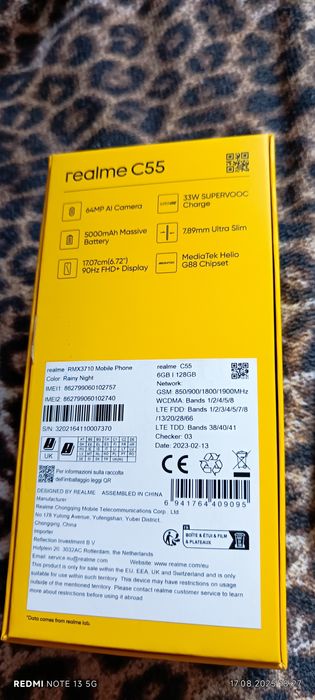 realme C55
64MP AI Camera
33W SUPERVOOC
Charge
5000mAh Massive
Battery
7.89mm Ultra Slim
17.07cm(6.72")
90Hz FHD+ Display
MediaTek Helio
G88 Chipset
realme RMX3710 Mobile Phone
Color: Rainy Night
IMEI1: 862799060102757
IMEI2: 862799060102740
S/N: 3202164110007370
realme C55
6GB | 128GB
Network:
GSM: 850/900/1800/1900MHz
WCDMA: Bands 1/2/4/5/8
LTE FDD: Bands 1/2/3/4/5/7/8
/13/20/28/66
LTE TDD: Bands 38/40/41
Checker: 03
Date: 2023-02-13
UK
CE
Per informazioni sulla raccolta
dell'imballaggio leggi QR
6 941764 409095
DESIGNED BY REALME ASSEMBLED IN CHINA
Manufacturer
Realme Chongqing Mobile Telecommunications Corp., Ltd.
No.178 Yulong Avenue, Yufengshan, Yubei District,
Chongqing, China
Importer
Reflection Investment B.V.
Hofplein 20, 3032AC Rotterdam, the Netherlands
Email: service.eu@realme.com Website: www.realme.com/eu
FR
BOÎTE & ÉTUI & FILM
& PLATEAUX
This product is only for sale within the EU, EEA, UK and Switzerland and is only
suitable for use within such territory. This device may have restrictions on usage
outside of the mentioned territory. Please contact realme customer service to learn
more about restrictions before using it abroad.
*Data comes from realme lab.
REDMI NOTE 13 5G
17.08.2025 18:27